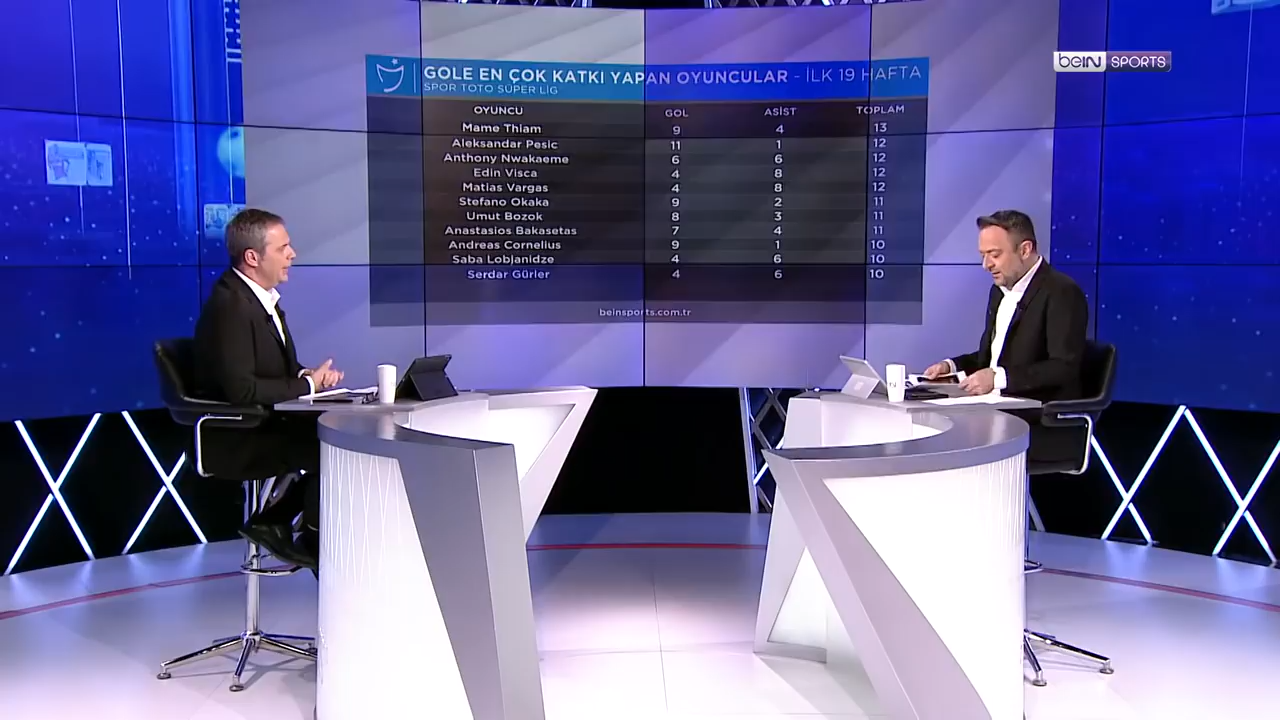 beIN SPORTS
GOLE EN ÇOK KATKI YAPAN OYUNCULAR - İLK 19 HAFTA
SPOR TOTO SÜPER LİG
OYUNCU GOL ASİST TOPLAM
Mame Thiam 9 4 13
Aleksandar Pesic 11 1 12
Anthony Nwakaeme 6 6 12
Edin Visca 4 8 12
Matias Vargas 4 8 12
Stefano Okaka 9 2 11
Umut Bozok 8 3 11
Anastasios Bakasetas 7 4 11
Andreas Cornelius 9 1 10
Saba Lobjanidze 4 6 10
Serdar Gürler 4 6 10
beinsports.com.tr